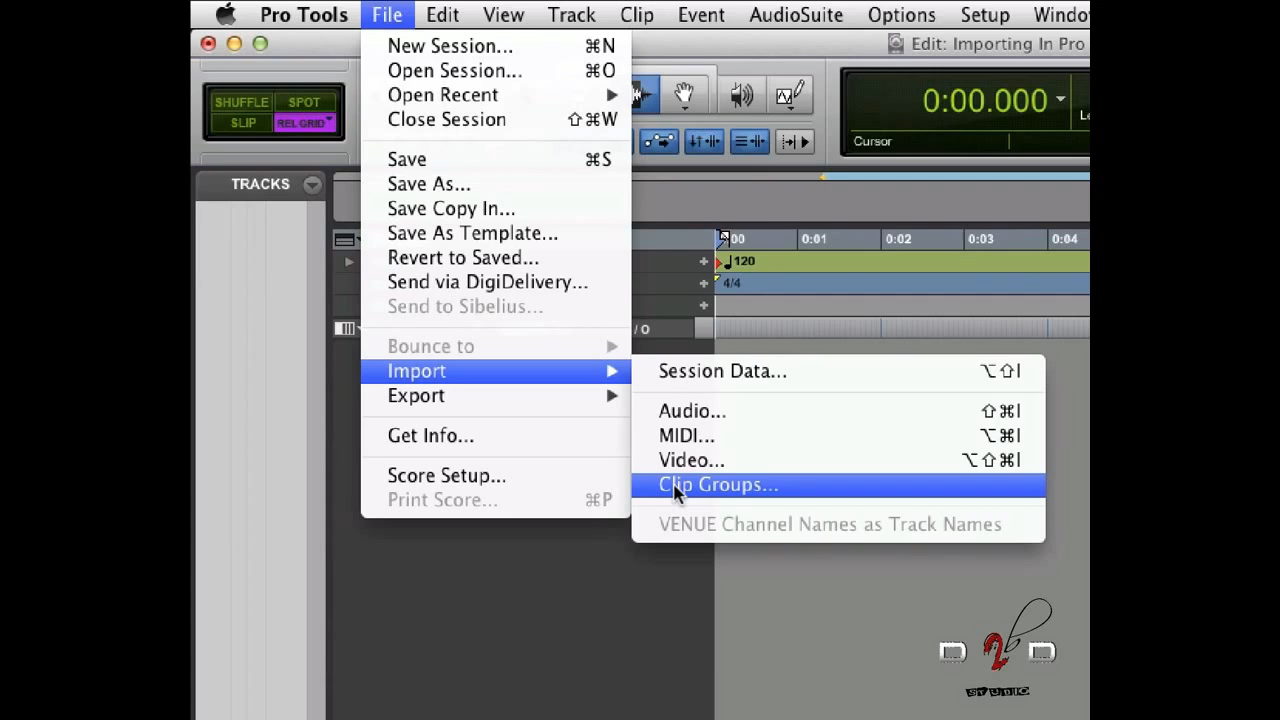 Pro Tools File Edit View Track Clip Event AudioSuite Options Setup Windo
Edit: Importing In Pro
New Session... ⌘N
Open Session... ⌘O
Open Recent
Close Session ⇧⌘W
Save ⌘S
Save As...
Save Copy In...
Save As Template...
Revert to Saved...
Send via DigiDelivery...
Send to Sibelius...
Bounce to
Import
Export
Get Info...
Score Setup...
Print Score... ⌘P
Session Data... ⌥⇧I
Audio... ⇧⌘I
MIDI... ⌥⌘I
Video... ⌥⇧⌘I
Clip Groups...
VENUE Channel Names as Track Names
SHUFFLE SPOT
SLIP REL GRID
0:00.000
Le
Cursor
TRACKS
:00 0:01 0:02 0:03 0:04
120
4/4
/ O
D 2b D
STUDIO